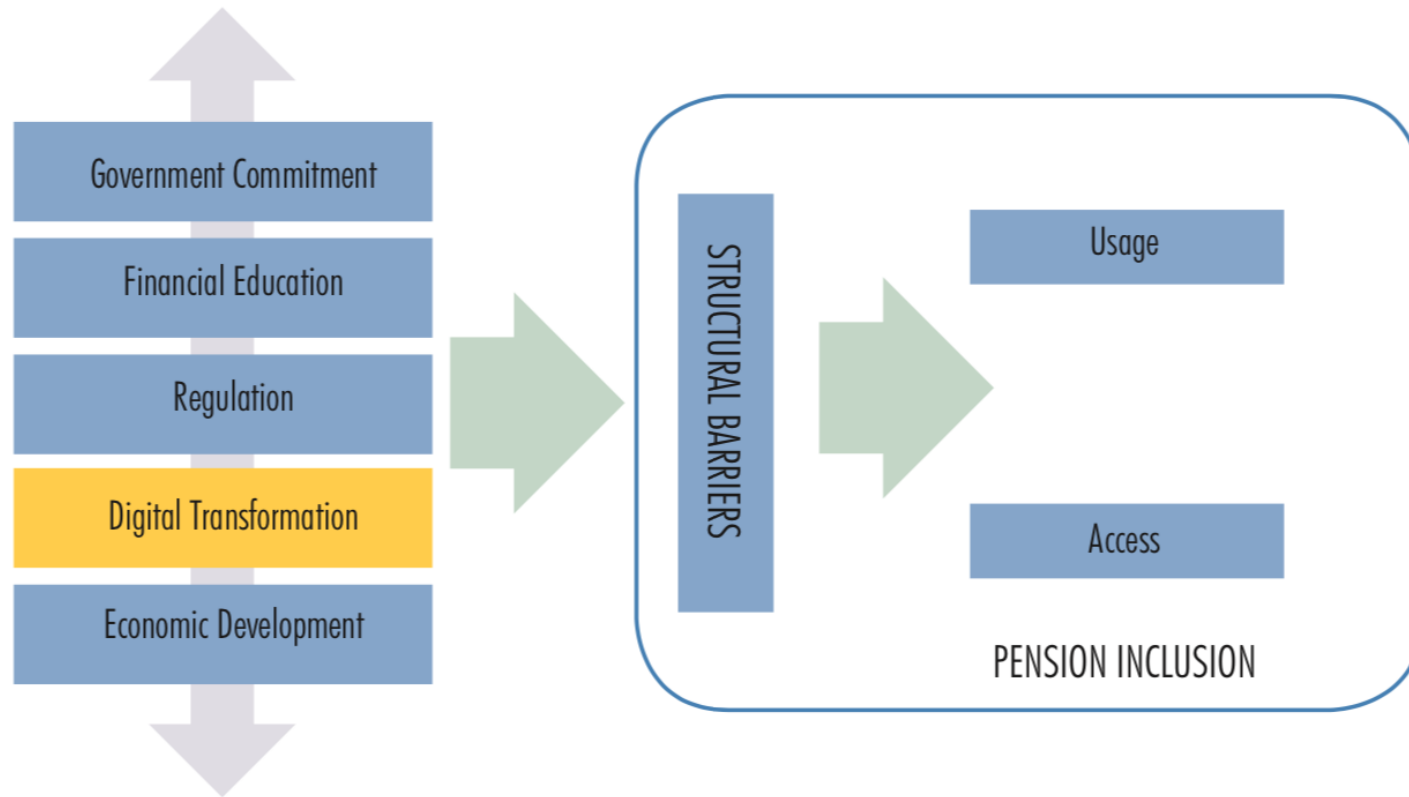 Government Commitment
Financial Education
Regulation
Digital Transformation
Economic Development
STRUCTURAL BARRIERS
Usage
Access
PENSION INCLUSION